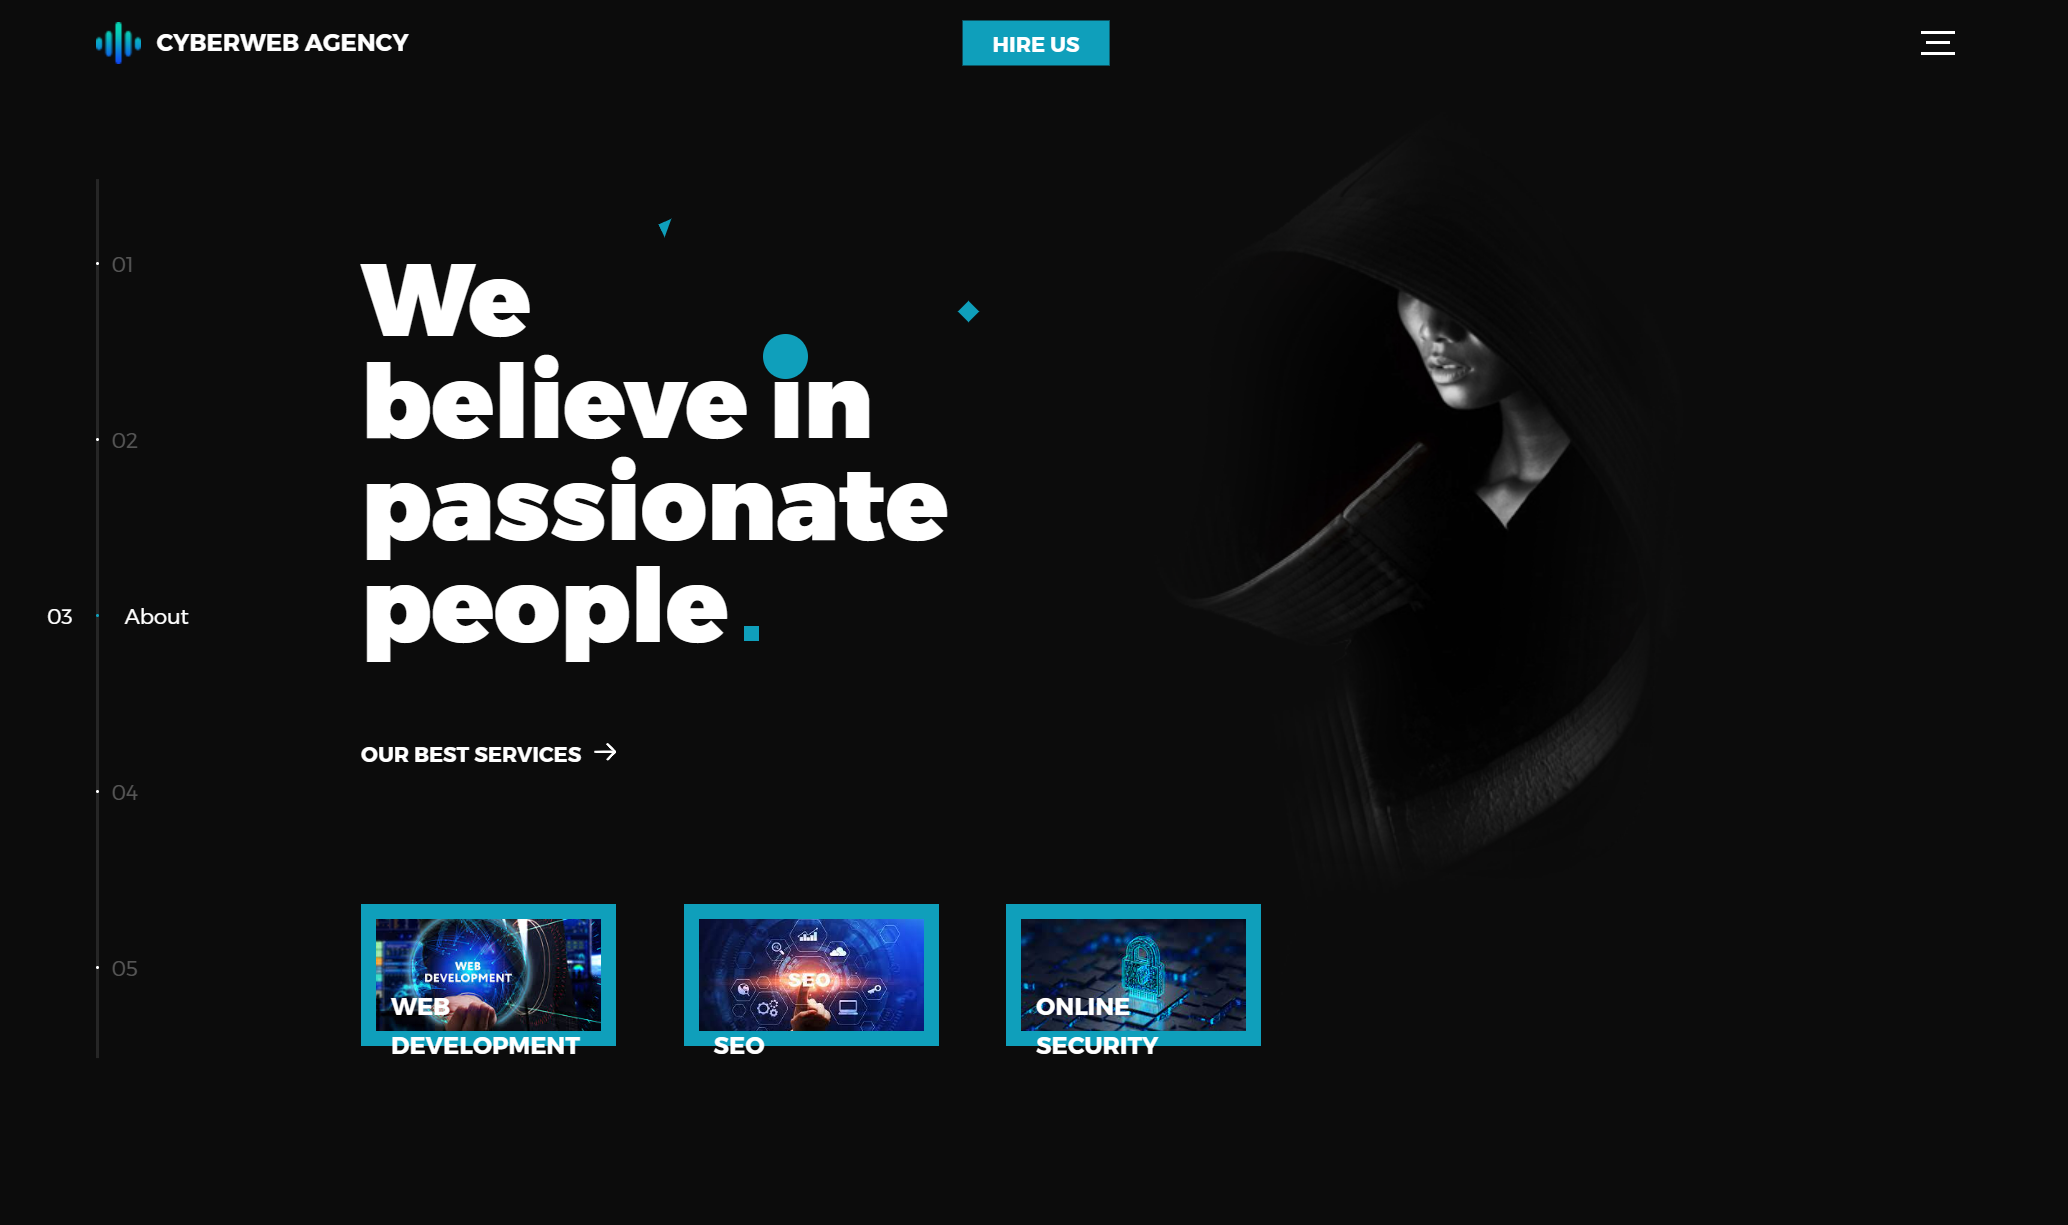 CYBERWEB AGENCY
HIRE US
01
We
believe in
02
passionate
people.
03 About
OUR BEST SERVICES
04
05
WEB
DEVELOPMENT
WEB
DEVELOPMENT
SEO
SEO
ONLINE
SECURITY